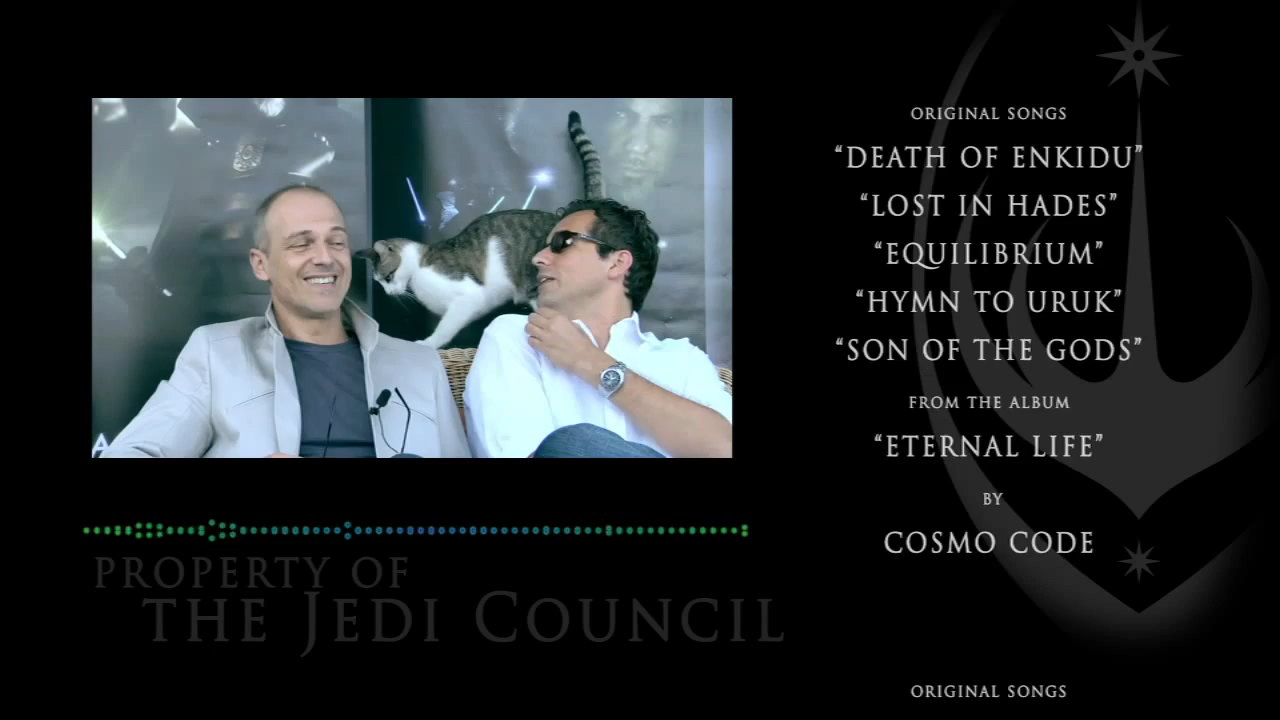 ORIGINAL SONGS
“DEATH OF ENKIDU”
“LOST IN HADES”
“EQUILIBRIUM”
“HYMN TO URUK”
“SON OF THE GODS”
FROM THE ALBUM
“ETERNAL LIFE”
BY
COSMO CODE
ORIGINAL SONGS
A
PROPERTY OF
THE JEDI COUNCIL